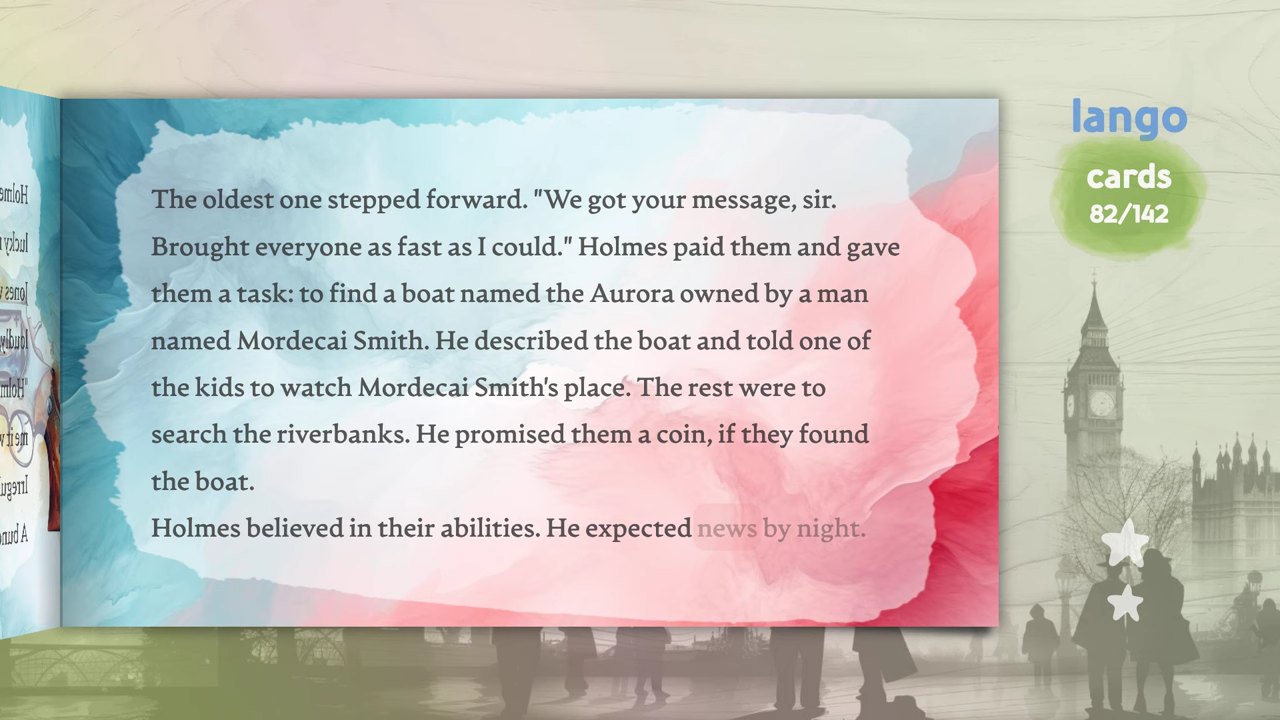 The oldest one stepped forward. "We got your message, sir.
Brought everyone as fast as I could." Holmes paid them and gave
them a task: to find a boat named the Aurora owned by a man
named Mordecai Smith. He described the boat and told one of
the kids to watch Mordecai Smith's place. The rest were to
search the riverbanks. He promised them a coin, if they found
the boat.
Holmes believed in their abilities. He expected news by night.
lango
cards
82/142